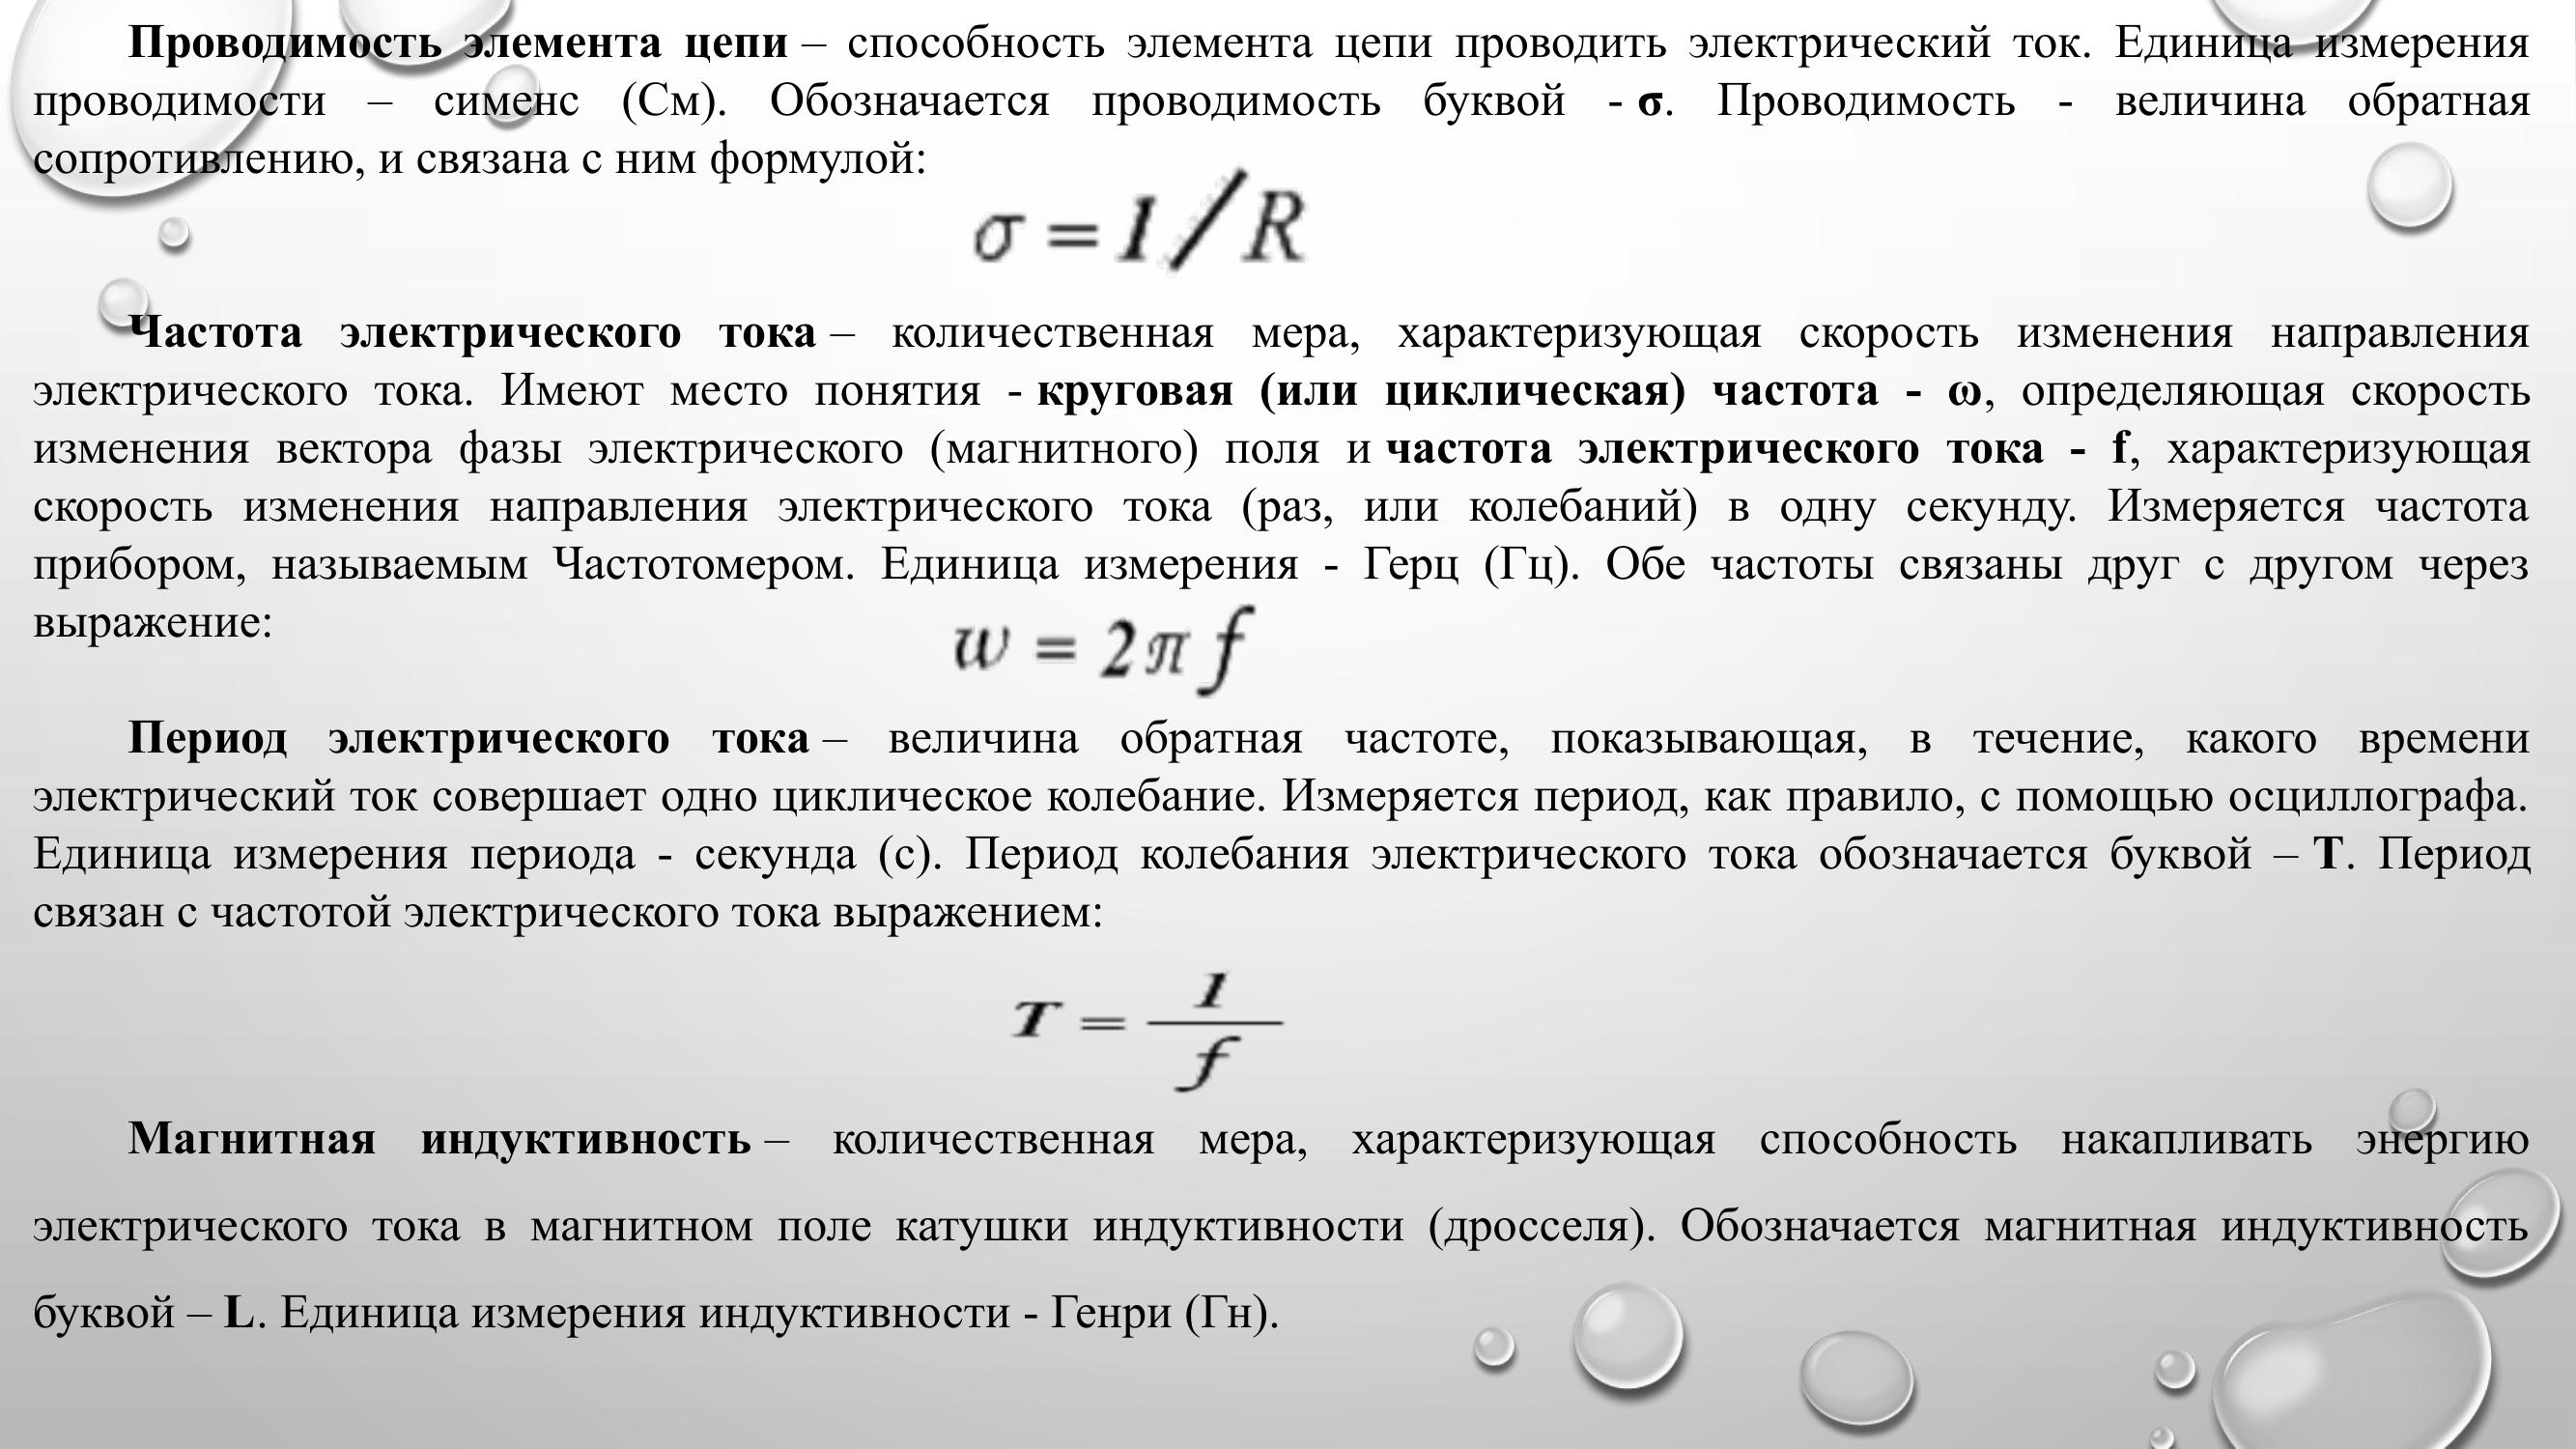 Проводимость элемента цепи – способность элемента цепи проводить электрический ток. Единица измерения
проводимости – сименс (См). Обозначается проводимость буквой - σ. Проводимость - величина обратная
сопротивлению, и связана с ним формулой:
σ = 1/R
Частота электрического тока – количественная мера, характеризующая скорость изменения направления
электрического тока. Имеют место понятия - круговая (или циклическая) частота - ω, определяющая скорость
изменения вектора фазы электрического (магнитного) поля и частота электрического тока - f, характеризующая
скорость изменения направления электрического тока (раз, или колебаний) в одну секунду. Измеряется частота
прибором, называемым Частотомером. Единица измерения - Герц (Гц). Обе частоты связаны друг с другом через
выражение:
w = 2π f
Период электрического тока – величина обратная частоте, показывающая, в течение, какого времени
электрический ток совершает одно циклическое колебание. Измеряется период, как правило, с помощью осциллографа.
Единица измерения периода - секунда (с). Период колебания электрического тока обозначается буквой – T. Период
связан с частотой электрического тока выражением:
T = 1/f
Магнитная индуктивность – количественная мера, характеризующая способность накапливать энергию
электрического тока в магнитном поле катушки индуктивности (дросселя). Обозначается магнитная индуктивность
буквой – L. Единица измерения индуктивности - Генри (Гн).